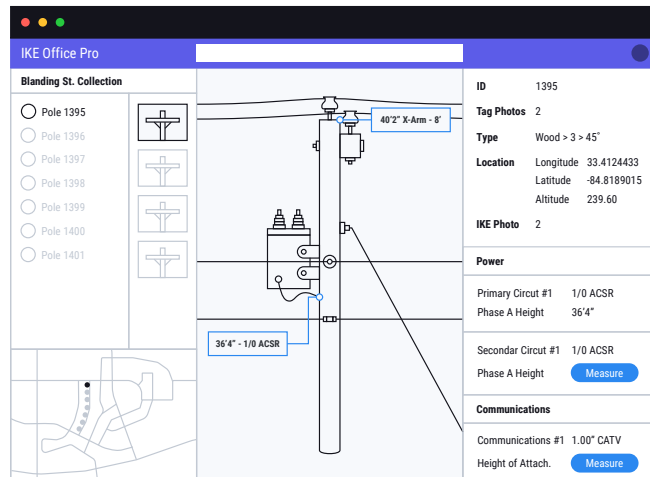 IKE Office Pro
Blanding St. Collection
Pole 1395
Pole 1396
Pole 1397
Pole 1398
Pole 1399
Pole 1400
Pole 1401
40'2” X-Arm - 8'
36'4” - 1/0 ACSR
ID 1395
Tag Photos 2
Type Wood > 3 > 45˚
Location Longitude 33.4124433
Latitude -84.8189015
Altitude 239.60
IKE Photo 2
Power
Primary Circut #1 1/0 ACSR
Phase A Height 36'4”
Secondar Circut #1 1/0 ACSR
Phase A Height Measure
Communications
Communications #1 1.00” CATV
Height of Attach. Measure